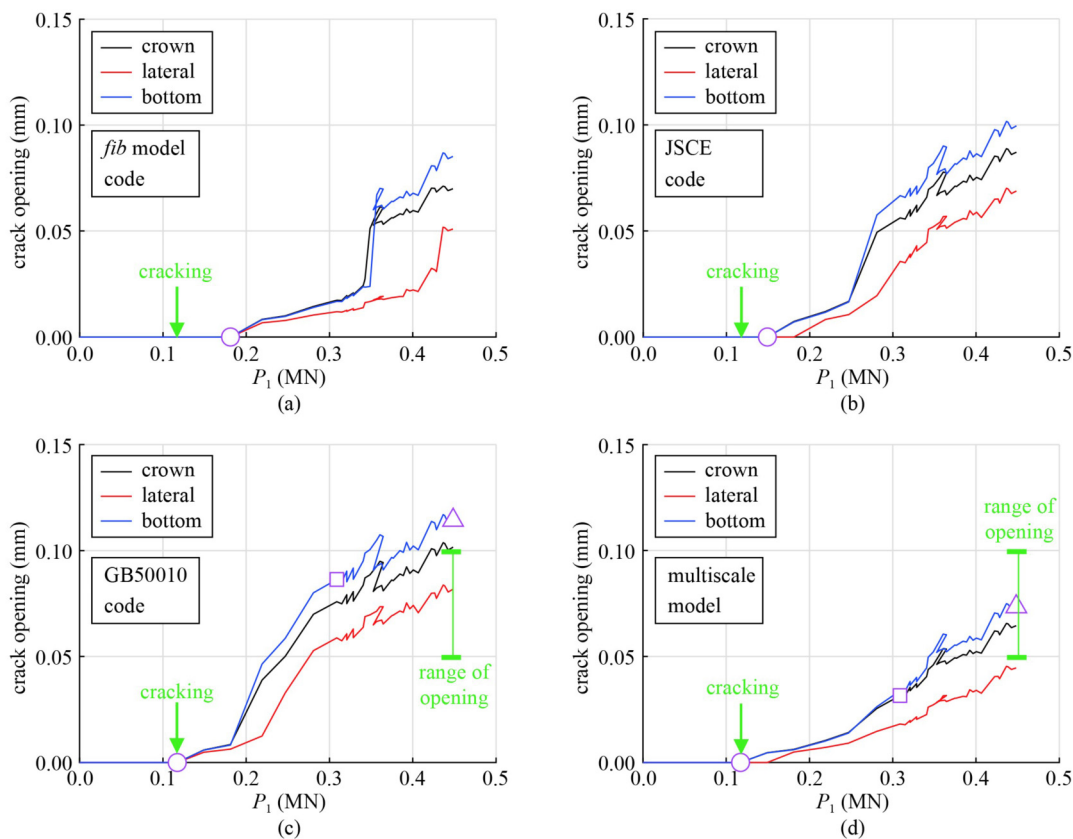 0.15
0.10
0.05
0.00
crack opening (mm)
crown
lateral
bottom
fib model
code
cracking
0.0 0.1 0.2 0.3 0.4 0.5
P1 (MN)
(a)
0.15
0.10
0.05
0.00
crack opening (mm)
crown
lateral
bottom
JSCE
code
cracking
0.0 0.1 0.2 0.3 0.4 0.5
P1 (MN)
(b)
0.15
0.10
0.05
0.00
crack opening (mm)
crown
lateral
bottom
GB50010
code
cracking
range of
opening
0.0 0.1 0.2 0.3 0.4 0.5
P1 (MN)
(c)
0.15
0.10
0.05
0.00
crack opening (mm)
crown
lateral
bottom
range of
opening
multiscale
model
cracking
0.0 0.1 0.2 0.3 0.4 0.5
P1 (MN)
(d)